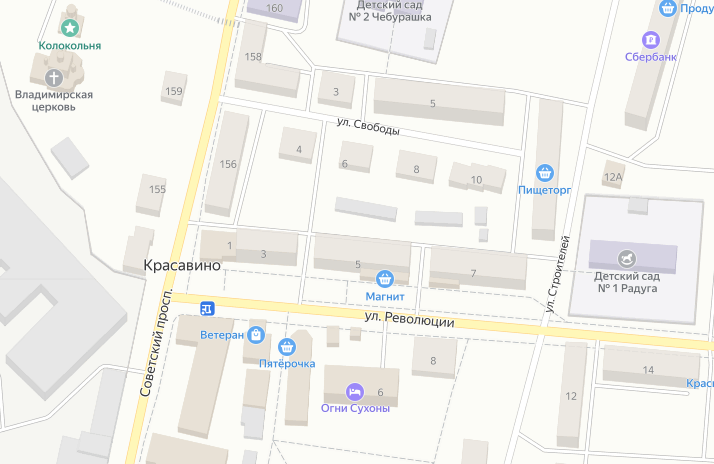 160
Детский сад
№ 2 Чебурашка
Проду
Колокольня
Сбербанк
158
Владимирская
церковь
159
3
5
ул. Свободы
156
4
6
8
10
12А
Пищеторг
155
1
3
5
7
Красавино
Магнит
ул. Строителей
Детский сад
№ 1 Радуга
Советский просп.
ул. Революции
Ветеран
Пятёрочка
8
14
Красн
6
12
Огни Сухоны